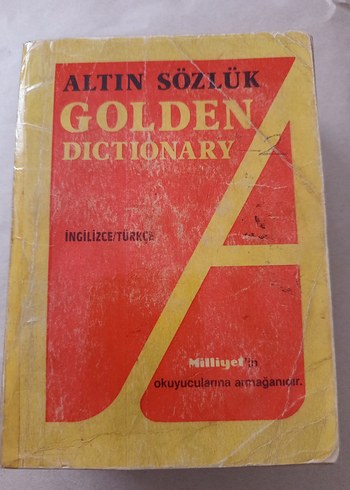 ALTIN SÖZLÜK
GOLDEN
DICTIONARY
İNGİLİZCE/TÜRKÇE
Milliyet'in
okuyucularına armağanıdır.